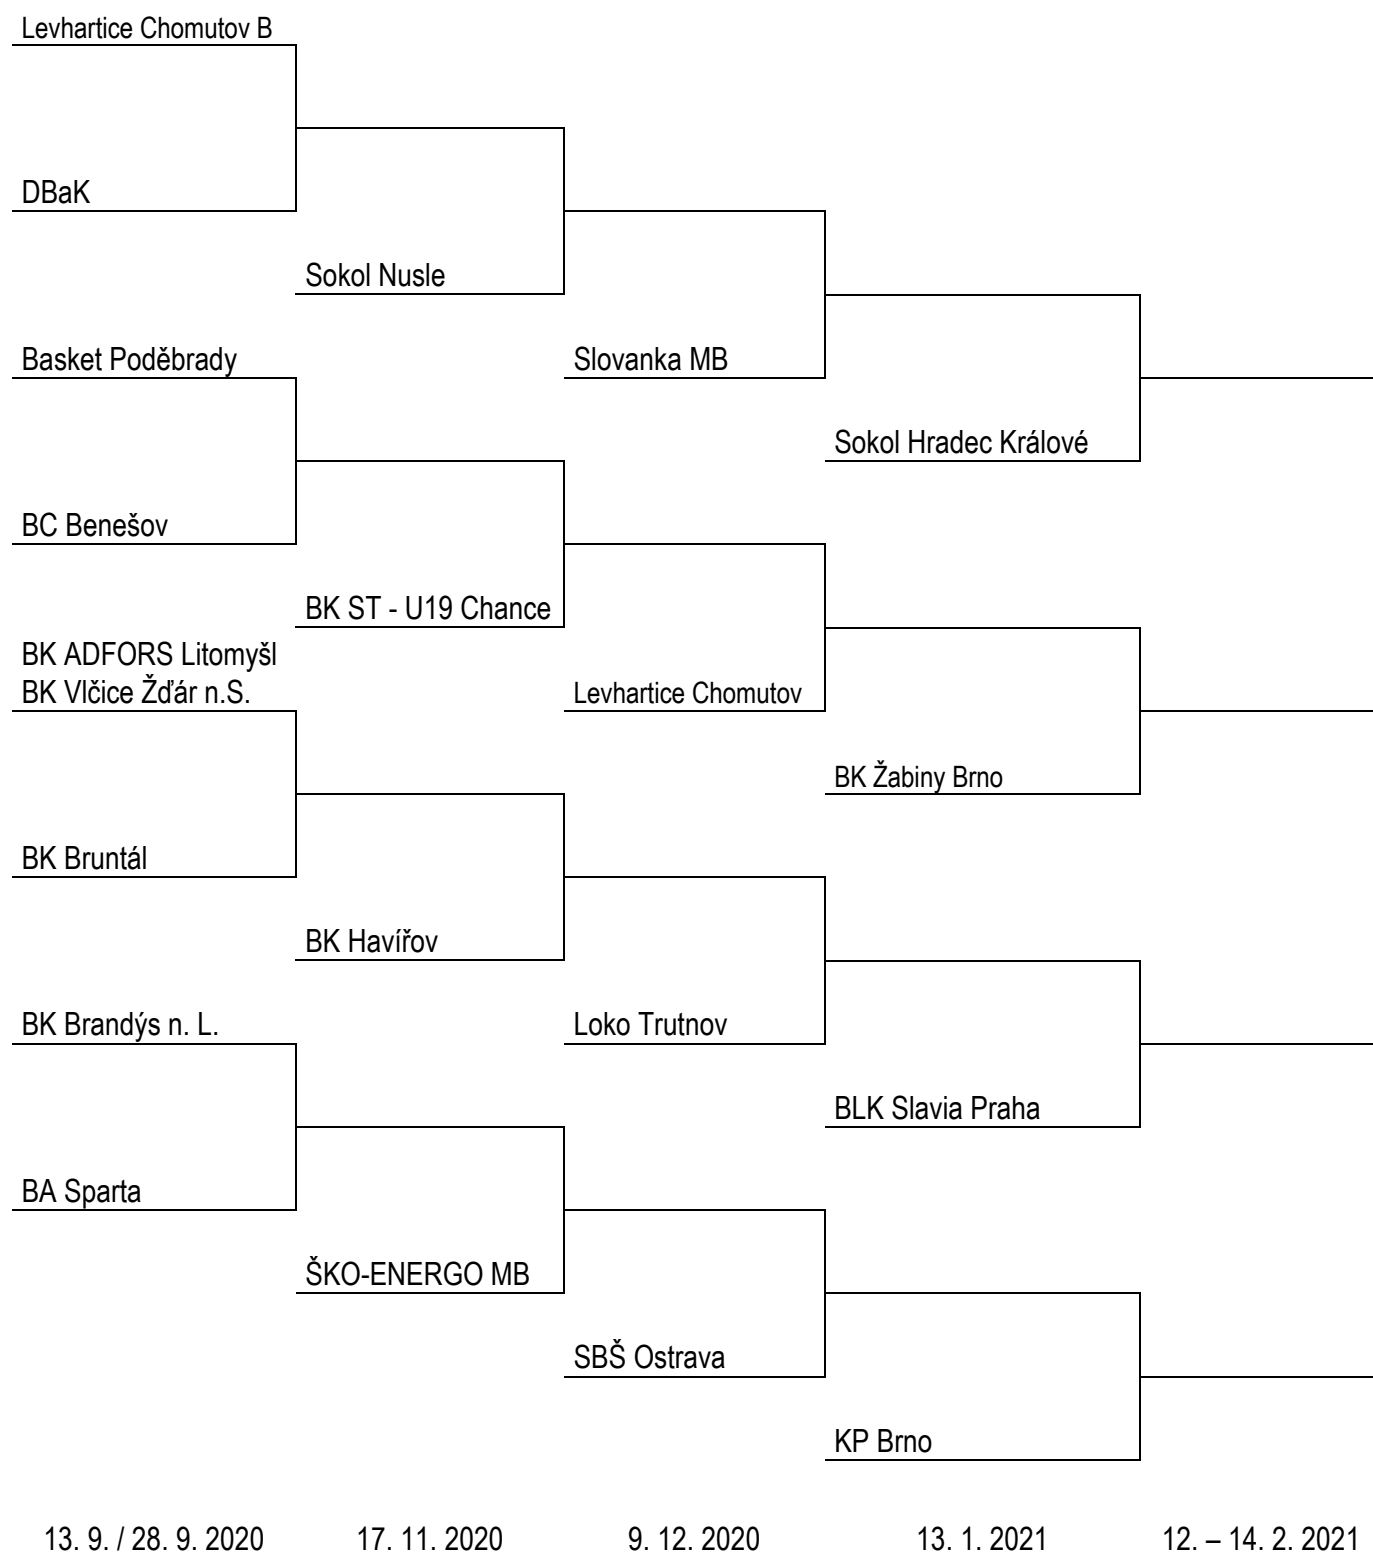 Levhartice Chomutov B
DBaK
Sokol Nusle
Basket Poděbrady
Slovanka MB
Sokol Hradec Králové
BC Benešov
BK ST - U19 Chance
BK ADFORS Litomyšl
BK Vlčice Žďár n.S.
Levhartice Chomutov
BK Žabiny Brno
BK Bruntál
BK Havířov
BK Brandýs n. L.
Loko Trutnov
BLK Slavia Praha
BA Sparta
ŠKO-ENERGO MB
SBŠ Ostrava
KP Brno
13. 9. / 28. 9. 2020 17. 11. 2020 9. 12. 2020 13. 1. 2021 12. – 14. 2. 2021